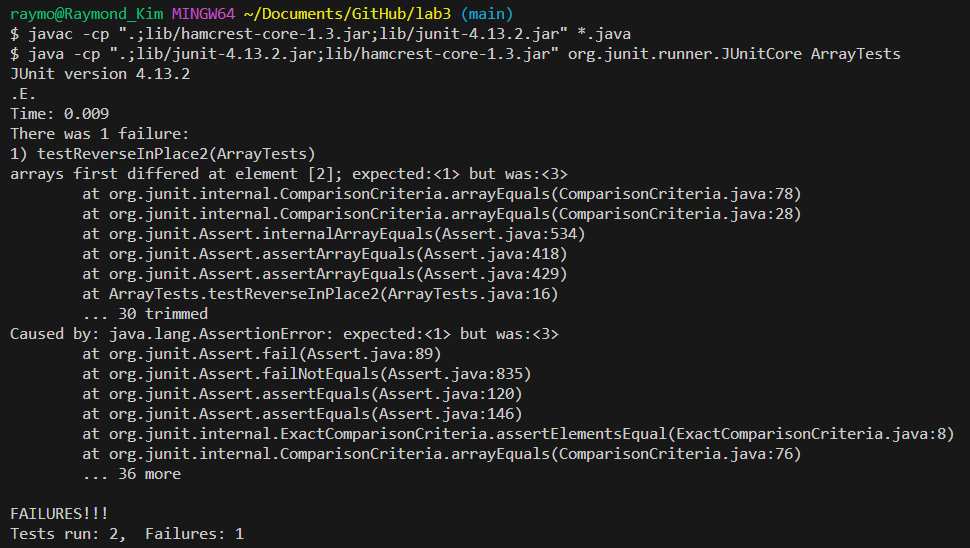 raymo@Raymond_Kim MINGW64 ~/Documents/GitHub/lab3 (main)
$ javac -cp ".;lib/hamcrest-core-1.3.jar;lib/junit-4.13.2.jar" *.java
$ java -cp ".;lib/junit-4.13.2.jar;lib/hamcrest-core-1.3.jar" org.junit.runner.JUnitCore ArrayTests
JUnit version 4.13.2
.E.
Time: 0.009
There was 1 failure:
1) testReverseInPlace2(ArrayTests)
arrays first differed at element [2]; expected:<1> but was:<3>
        at org.junit.internal.ComparisonCriteria.arrayEquals(ComparisonCriteria.java:78)
        at org.junit.internal.ComparisonCriteria.arrayEquals(ComparisonCriteria.java:28)
        at org.junit.Assert.internalArrayEquals(Assert.java:534)
        at org.junit.Assert.assertArrayEquals(Assert.java:418)
        at org.junit.Assert.assertArrayEquals(Assert.java:429)
        at ArrayTests.testReverseInPlace2(ArrayTests.java:16)
        ... 30 trimmed
Caused by: java.lang.AssertionError: expected:<1> but was:<3>
        at org.junit.Assert.fail(Assert.java:89)
        at org.junit.Assert.failNotEquals(Assert.java:835)
        at org.junit.Assert.assertEquals(Assert.java:120)
        at org.junit.Assert.assertEquals(Assert.java:146)
        at org.junit.internal.ExactComparisonCriteria.assertElementsEqual(ExactComparisonCriteria.java:8)
        at org.junit.internal.ComparisonCriteria.arrayEquals(ComparisonCriteria.java:76)
        ... 36 more

FAILURES!!!
Tests run: 2,  Failures: 1